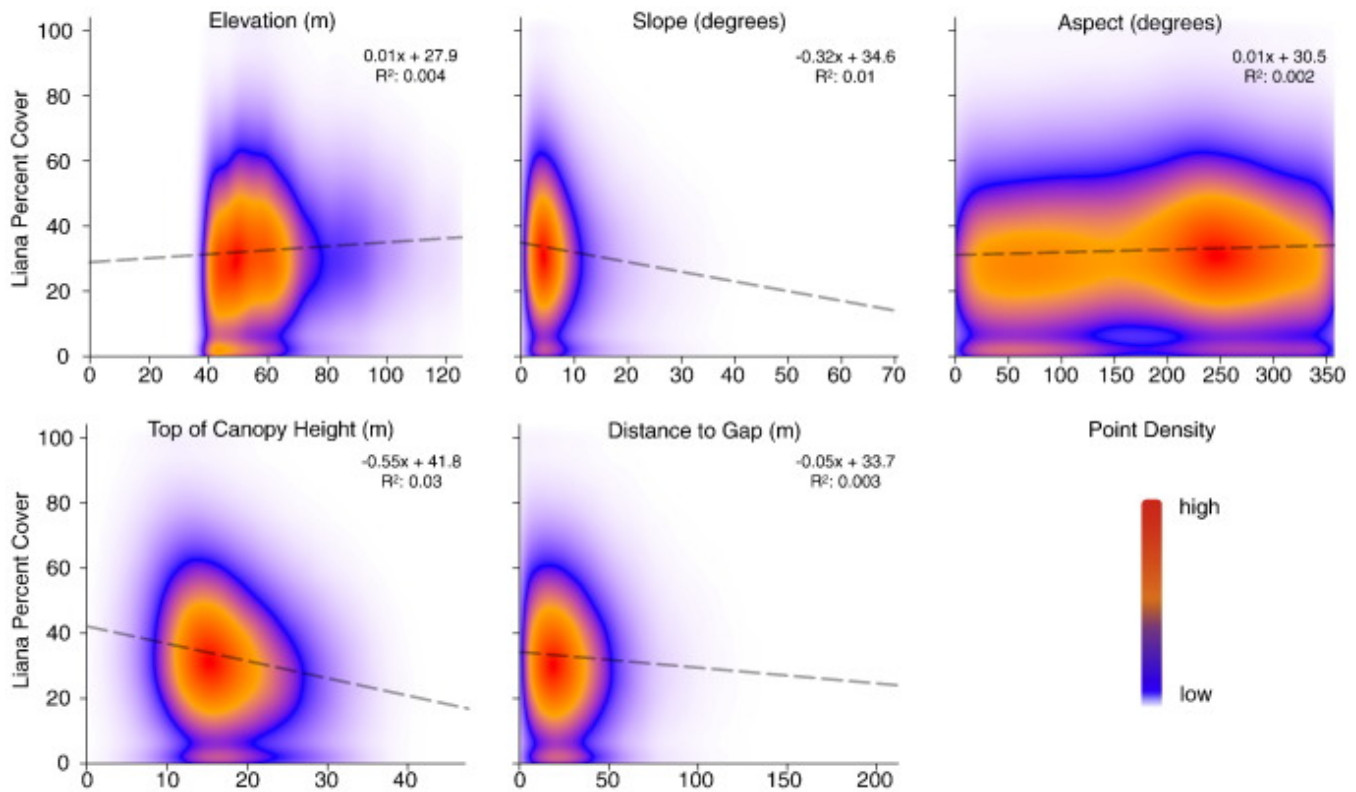 Elevation (m)
0.01x + 27.9
R²: 0.004
Liana Percent Cover
100
80
60
40
20
0
0 20 40 60 80 100 120
Slope (degrees)
-0.32x + 34.6
R²: 0.01
0 10 20 30 40 50 60 70
Aspect (degrees)
0.01x + 30.5
R²: 0.002
0 50 100 150 200 250 300 350
Top of Canopy Height (m)
-0.55x + 41.8
R²: 0.03
Liana Percent Cover
100
80
60
40
20
0
0 10 20 30 40
Distance to Gap (m)
-0.05x + 33.7
R²: 0.003
0 50 100 150 200
Point Density
high
low